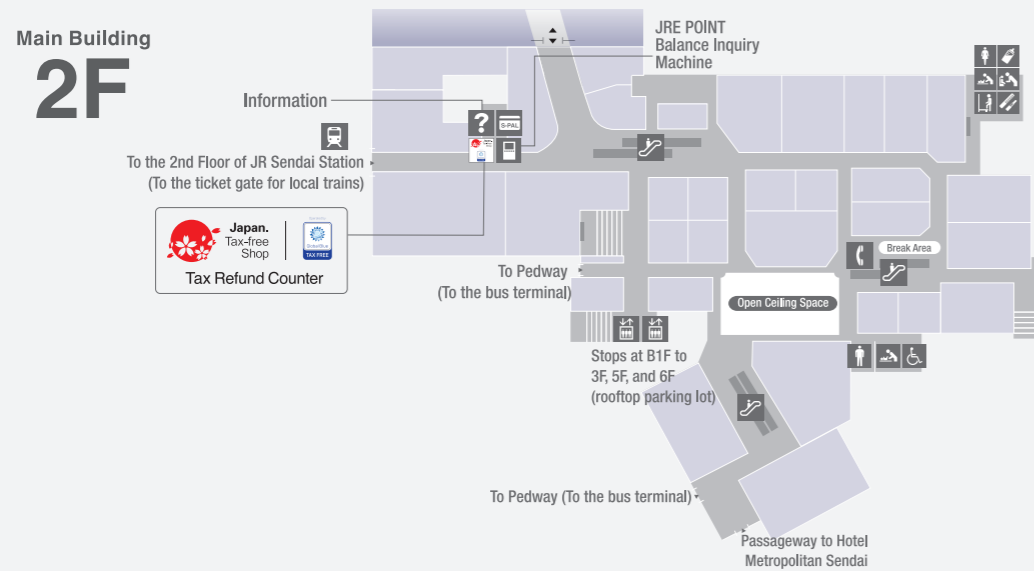 Main Building
2F
JRE POINT
Balance Inquiry
Machine
Information
?
S-PAL
To the 2nd Floor of JR Sendai Station
(To the ticket gate for local trains)
Japan.
Tax-free
Shop
GlobalBlue
TAX FREE
Tax Refund Counter
Break Area
To Pedway
(To the bus terminal)
Open Ceiling Space
Stops at B1F to
3F, 5F, and 6F
(rooftop parking lot)
To Pedway (To the bus terminal)
Passageway to Hotel
Metropolitan Sendai